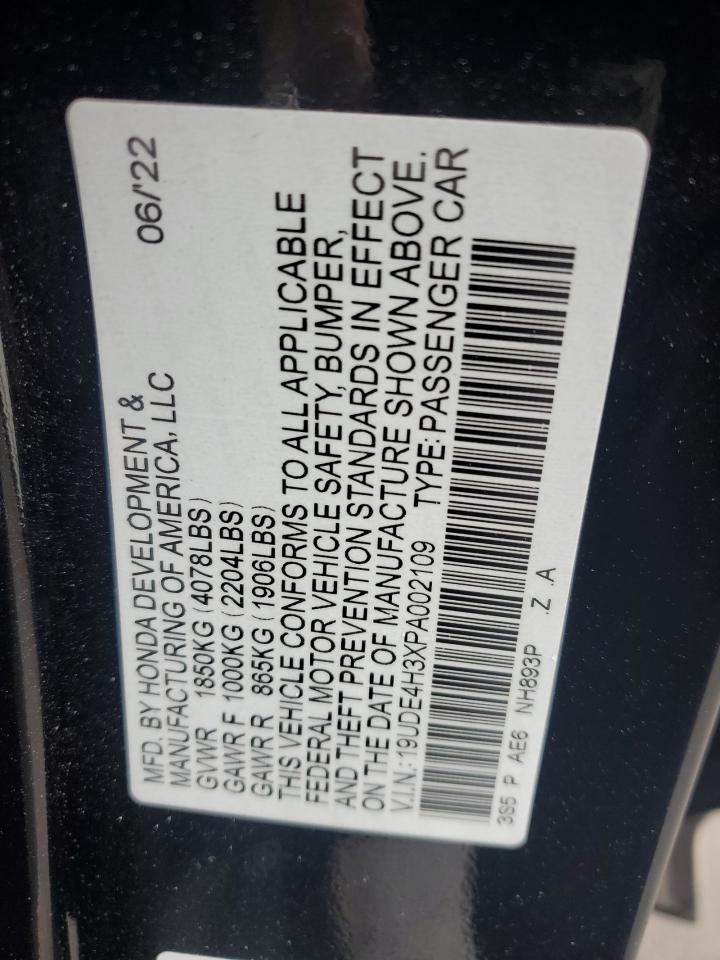 MFD. BY HONDA DEVELOPMENT & 06/'22
MANUFACTURING OF AMERICA, LLC
GVWR 1850KG (4078LBS)
GAWR F 1000KG (2204LBS)
GAWR R 865KG (1906LBS)
THIS VEHICLE CONFORMS TO ALL APPLICABLE
FEDERAL MOTOR VEHICLE SAFETY, BUMPER,
AND THEFT PREVENTION STANDARDS IN EFFECT
ON THE DATE OF MANUFACTURE SHOWN ABOVE.
V.I.N.: 19UDE4H3XPA002109 TYPE: PASSENGER CAR
3S5 P AE6 NH893P .Z .A